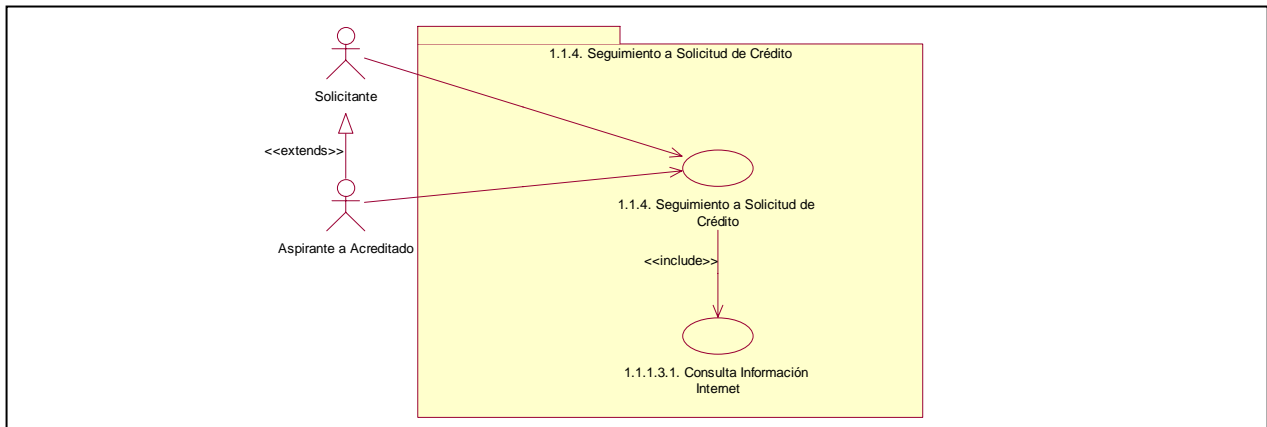 1.1.4. Seguimiento a Solicitud de Crédito
Solicitante
<<extends>>
Aspirante a Acreditado
1.1.4. Seguimiento a Solicitud de
Crédito
<<include>>
1.1.1.3.1. Consulta Información
Internet